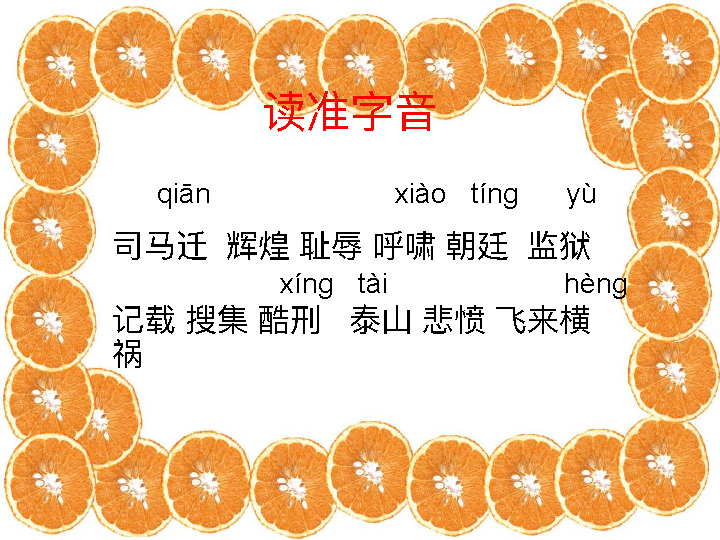 读准字音
qiān xiào tíng yù
司马迁 辉煌 耻辱 呼啸 朝廷 监狱
xíng tài hèng
记载 搜集 酷刑 泰山 悲愤 飞来横
祸